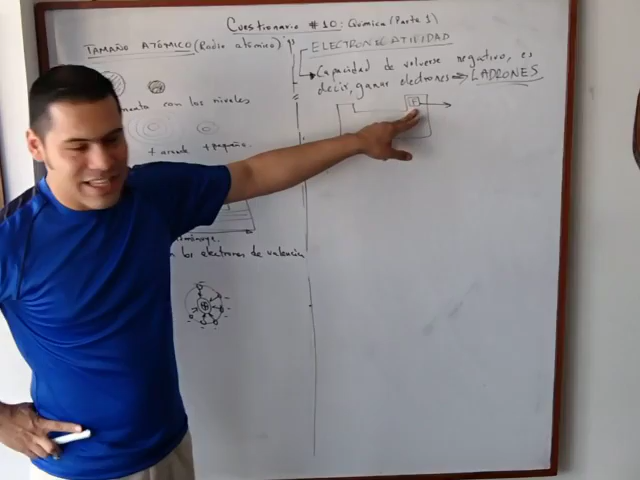 Cuestionario #10: Química (Parte 1)
TAMAÑO ATÓMICO (Radio atómico)
con los niveles
+ grande + pequeño.
los electrones de valencia
ELECTRONEGATIVIDAD
Capacidad de volverse negativo, es
decir, ganar electrones ⇒ LADRONES